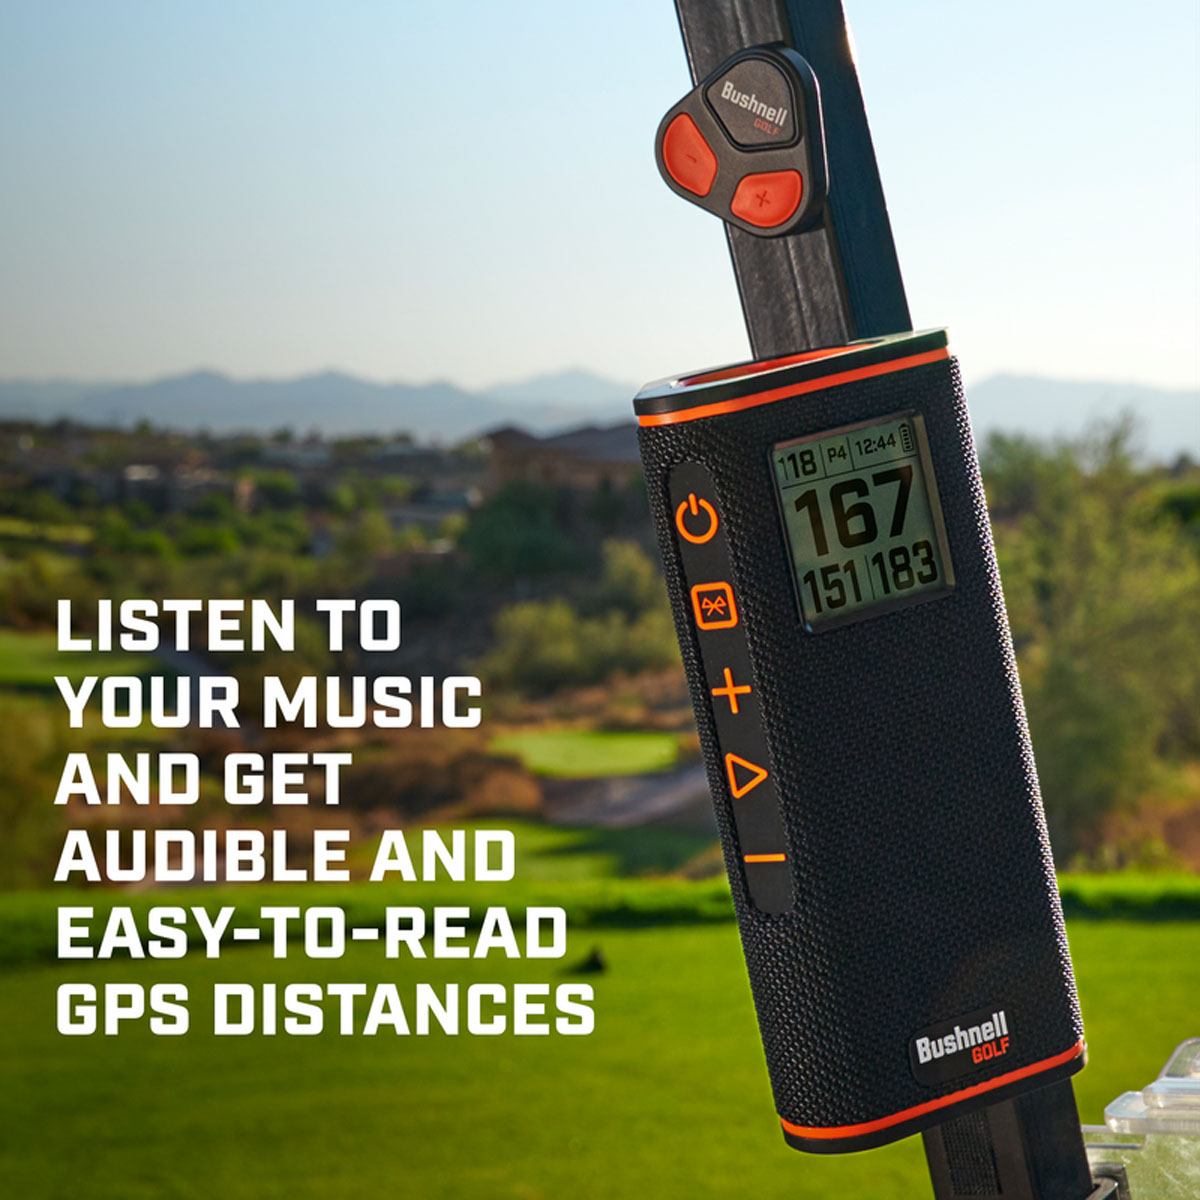 Bushnell
GOLF
-
+
118 P4 12:44
167
151 183
LISTEN TO
YOUR MUSIC
AND GET
AUDIBLE AND
EASY-TO-READ
GPS DISTANCES
Bushnell
GOLF